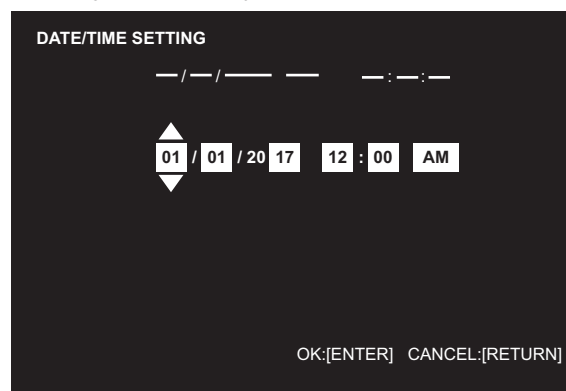 DATE/TIME SETTING
—/—/—— — —:—:—
01 / 01 / 20 17 12 : 00 AM
OK:[ENTER] CANCEL:[RETURN]